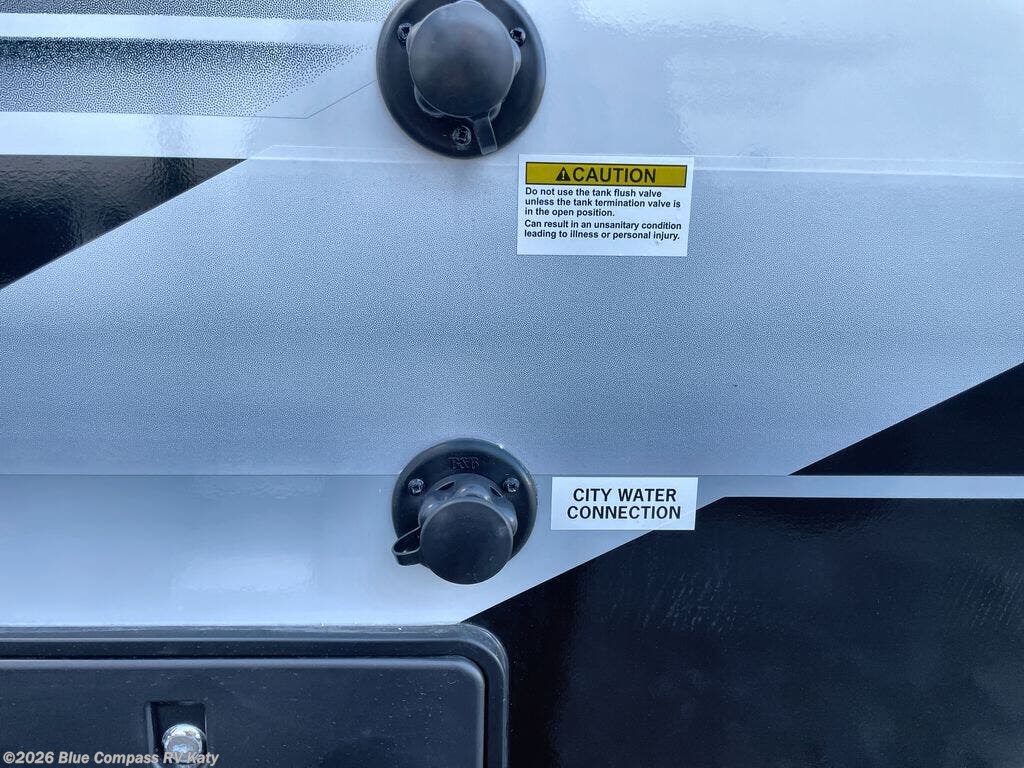 ⚠CAUTION
Do not use the tank flush valve
unless the tank termination valve is
in the open position.
Can result in an unsanitary condition
leading to illness or personal injury.
B&B
CITY WATER
CONNECTION
©2026 Blue Compass RV Katy